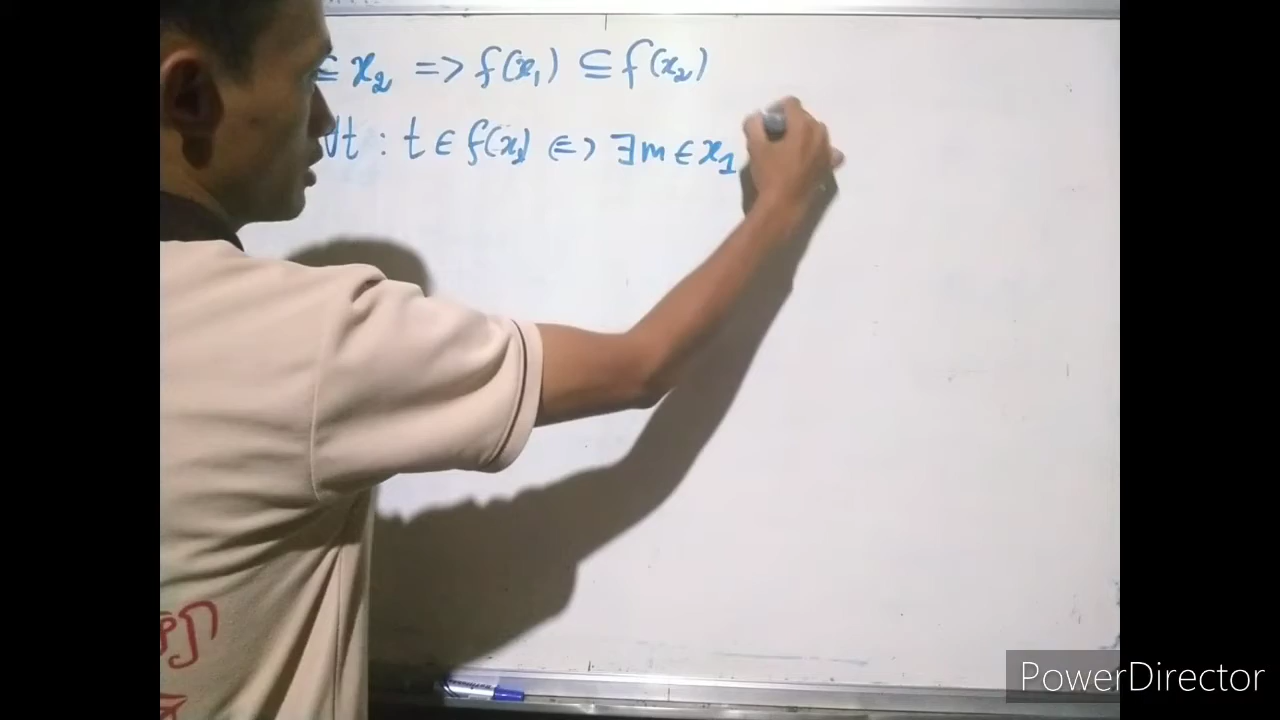 ⊆ x₂ => f(x₁) ⊆ f(x₂)
∀t : t ∈ f(x₁) <=> ∃m ∈ x₁
PowerDirector